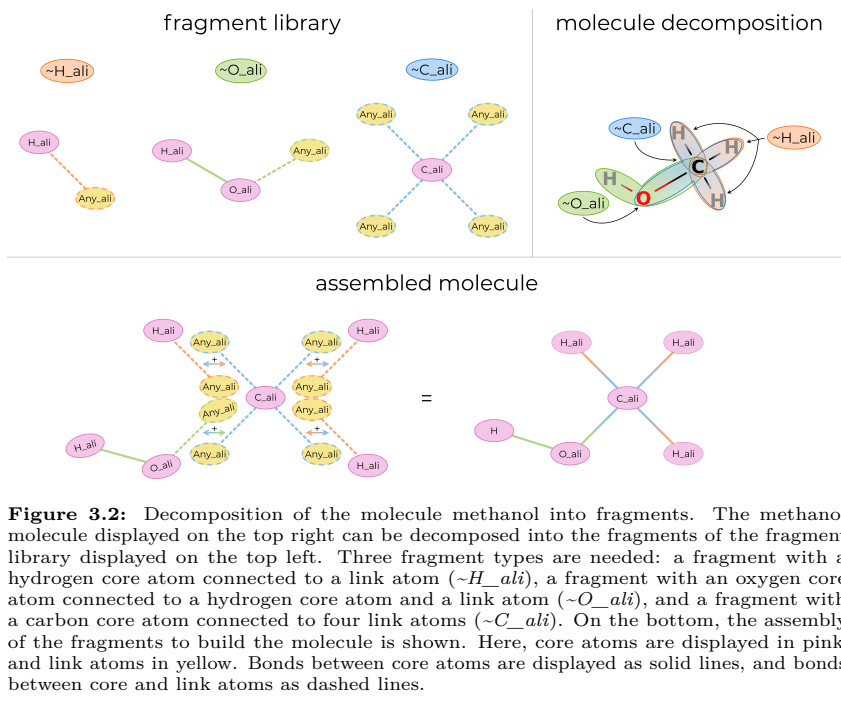 fragment library
molecule decomposition
~H_ali
~O_ali
~C_ali
H_ali
Any_ali
H_ali
Any_ali
O_ali
Any_ali
Any_ali
C_ali
Any_ali
Any_ali
~C_ali
~H_ali
~O_ali
H
H
C
H
H
O
assembled molecule
H_ali
Any_ali
Any_ali
H_ali
+
+
Any_ali
Any_ali
C_ali
Any_ali
Any_ali
+
+
H_ali
O_ali
Any_ali
Any_ali
H_ali
=
H_ali
H_ali
C_ali
H
O_ali
H_ali
Figure 3.2: Decomposition of the molecule methanol into fragments. The methano
molecule displayed on the top right can be decomposed into the fragments of the fragment
library displayed on the top left. Three fragment types are needed: a fragment with a
hydrogen core atom connected to a link atom (~H_ali), a fragment with an oxygen core
atom connected to a hydrogen core atom and a link atom (~O_ali), and a fragment with
a carbon core atom connected to four link atoms (~C_ali). On the bottom, the assembly
of the fragments to build the molecule is shown. Here, core atoms are displayed in pink
and link atoms in yellow. Bonds between core atoms are displayed as solid lines, and bonds
between core and link atoms as dashed lines.